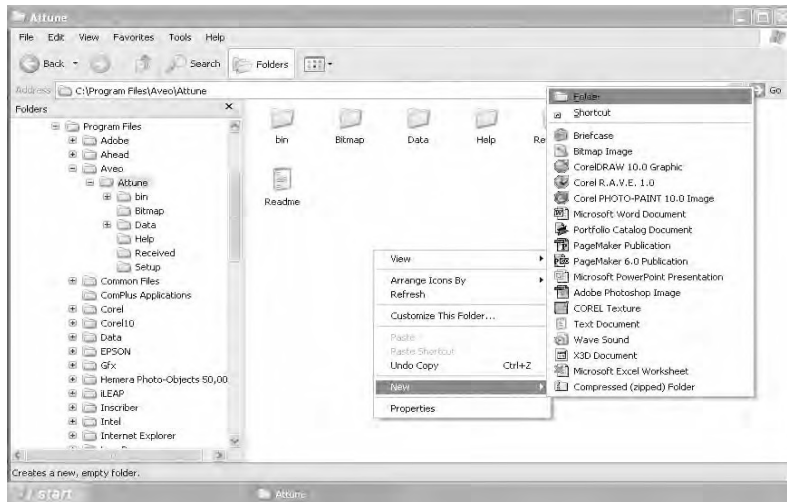 Attune
File Edit View Favorites Tools Help
Back Search Folders
Address C:\Program Files\Aveo\Attune Go
Folders
Program Files
Adobe
Ahead
Aveo
Attune
bin
Bitmap
Data
Help
Received
Setup
Common Files
ComPlus Applications
Corel
Corel10
Data
EPSON
Gfx
Hemera Photo-Objects 50,00
iLEAP
Inscriber
Intel
Internet Explorer
bin Bitmap Data Help Re
Readme
View
Arrange Icons By
Refresh
Customize This Folder...
Paste
Paste Shortcut
Undo Copy Ctrl+Z
New
Properties
Folder
Shortcut
Briefcase
Bitmap Image
CorelDRAW 10.0 Graphic
Corel R.A.V.E. 1.0
Corel PHOTO-PAINT 10.0 Image
Microsoft Word Document
Portfolio Catalog Document
PageMaker Publication
PageMaker 6.0 Publication
Microsoft PowerPoint Presentation
Adobe Photoshop Image
COREL Texture
Text Document
Wave Sound
X3D Document
Microsoft Excel Worksheet
Compressed (zipped) Folder
Creates a new, empty folder.
start Attune